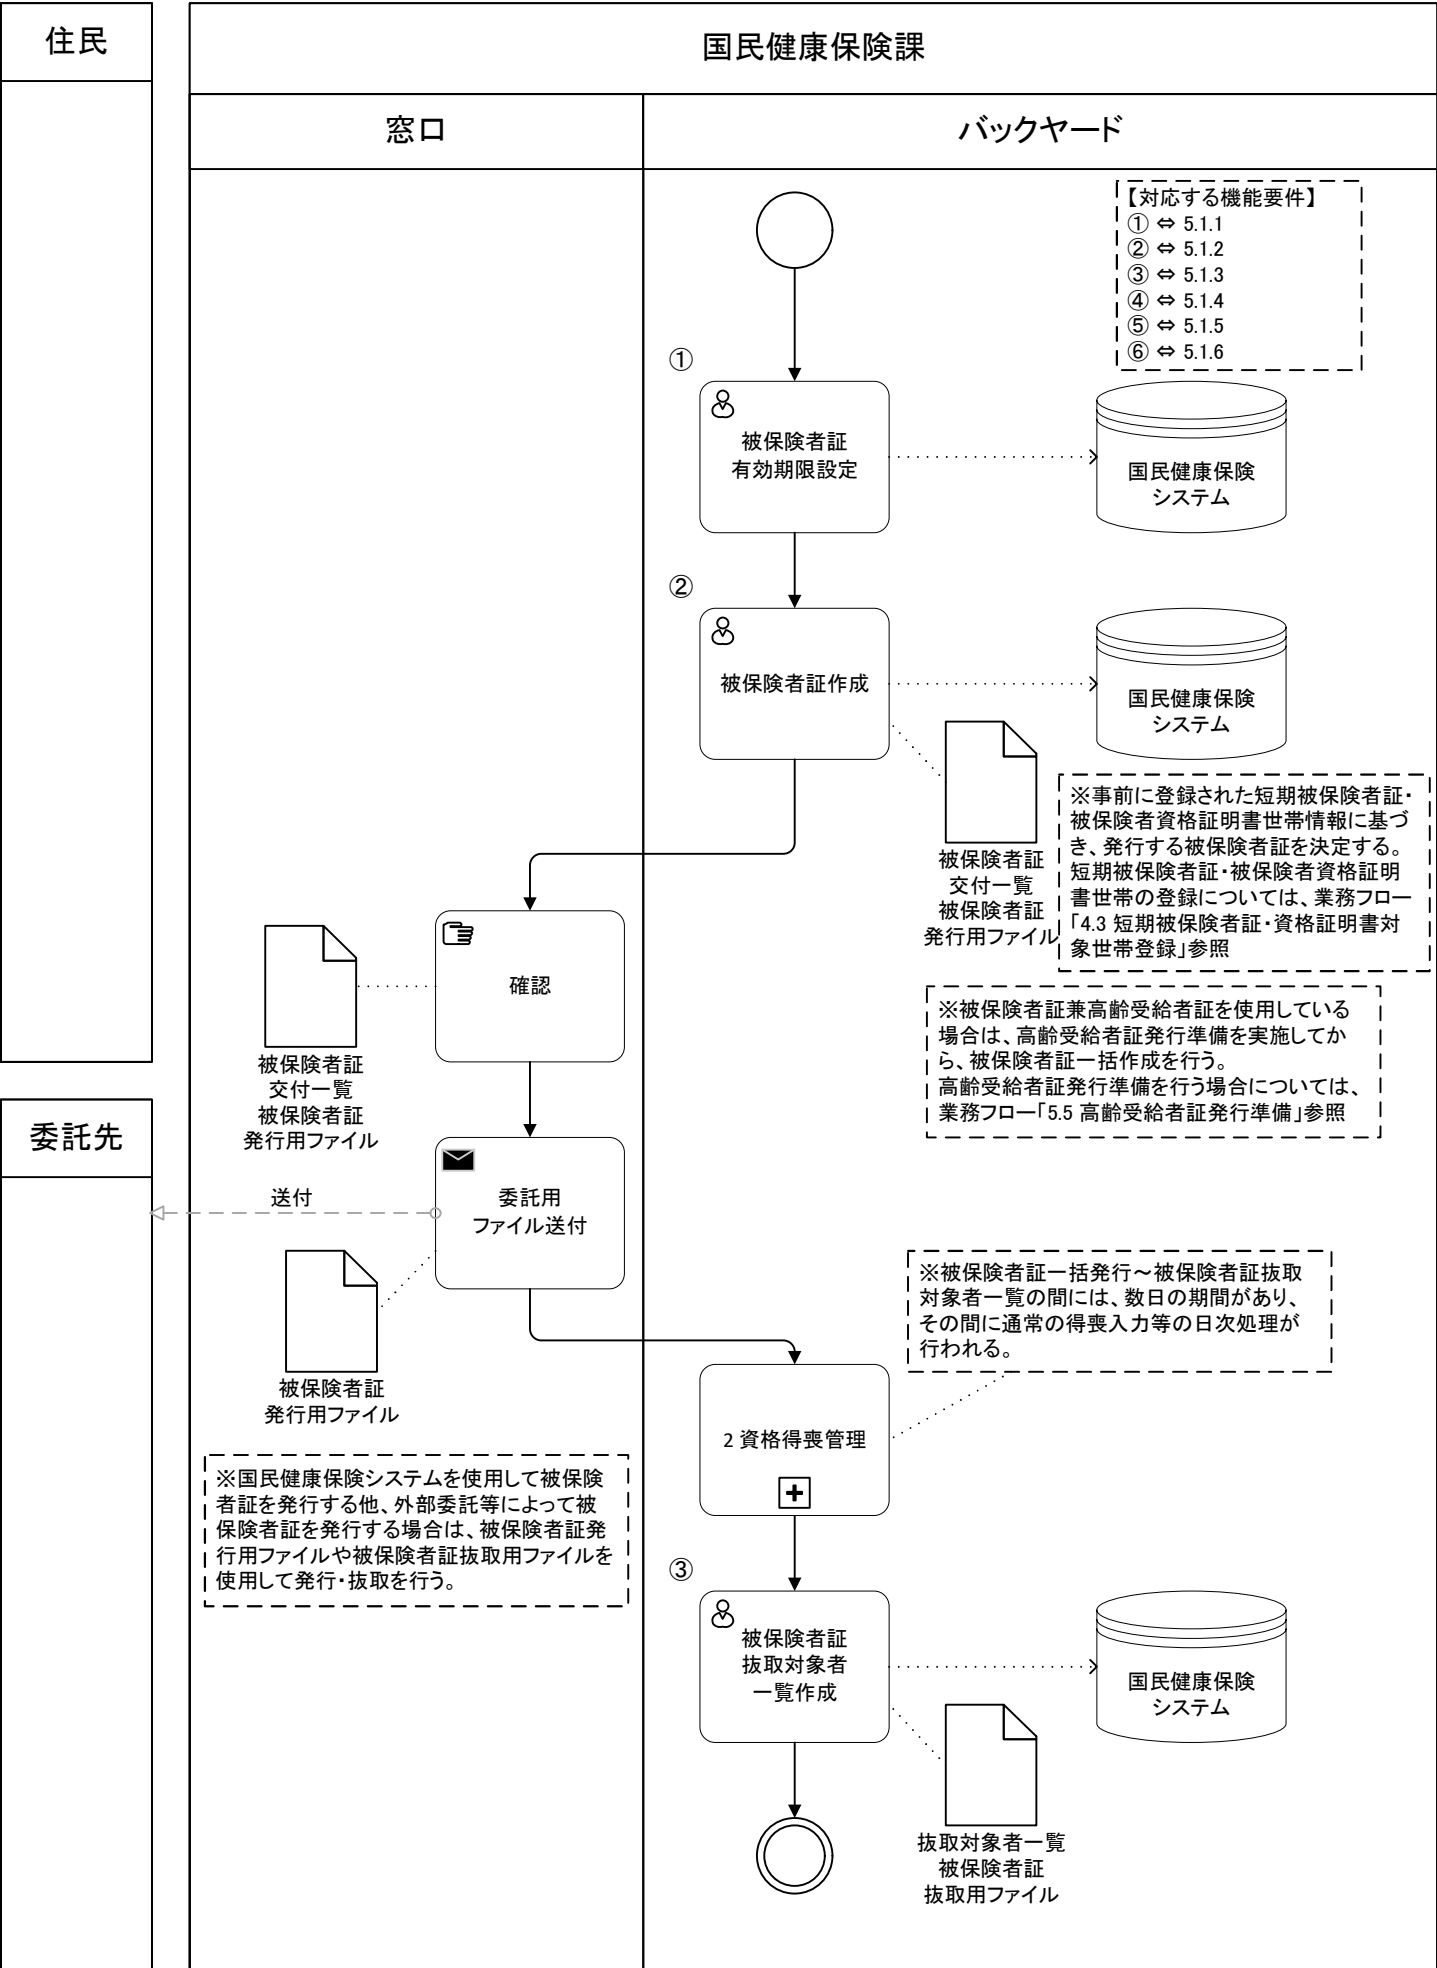 住民
国民健康保険課
窓口
バックヤード
【対応する機能要件】
① ⇔ 5.1.1
② ⇔ 5.1.2
③ ⇔ 5.1.3
④ ⇔ 5.1.4
⑤ ⇔ 5.1.5
⑥ ⇔ 5.1.6
①
被保険者証
有効期限設定
国民健康保険
システム
②
被保険者証作成
国民健康保険
システム
被保険者証
交付一覧
被保険者証
発行用ファイル
※事前に登録された短期被保険者証・
被保険者資格証明書世帯情報に基づ
き、発行する被保険者証を決定する。
短期被保険者証・被保険者資格証明
書世帯の登録については、業務フロー
「4.3 短期被保険者証・資格証明書対
象世帯登録」参照
確認
被保険者証
交付一覧
被保険者証
発行用ファイル
※被保険者証兼高齢受給者証を使用している
場合は、高齢受給者証発行準備を実施してか
ら、被保険者証一括作成を行う。
高齢受給者証発行準備を行う場合については、
業務フロー「5.5 高齢受給者証発行準備」参照
委託先
送付
委託用
ファイル送付
被保険者証
発行用ファイル
※被保険者証一括発行～被保険者証抜取
対象者一覧の間には、数日の期間があり、
その間に通常の得喪入力等の日次処理が
行われる。
2 資格得喪管理
※国民健康保険システムを使用して被保険
者証を発行する他、外部委託等によって被
保険者証を発行する場合は、被保険者証発
行用ファイルや被保険者証抜取用ファイルを
使用して発行・抜取を行う。
③
被保険者証
抜取対象者
一覧作成
国民健康保険
システム
抜取対象者一覧
被保険者証
抜取用ファイル